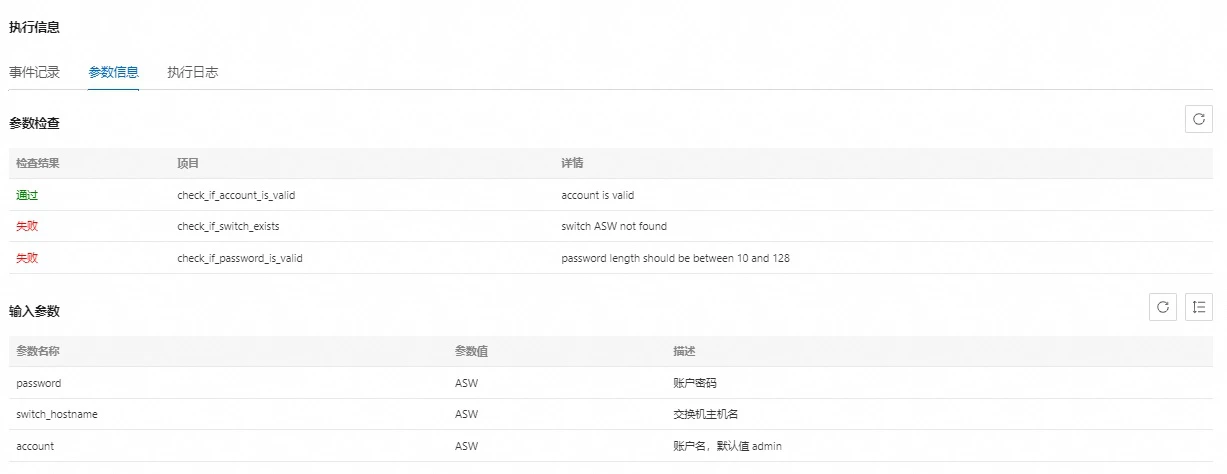 执行信息
事件记录 参数信息 执行日志
参数检查
检查结果 项目 详情
通过 check_if_account_is_valid account is valid
失败 check_if_switch_exists switch ASW not found
失败 check_if_password_is_valid password length should be between 10 and 128
输入参数
参数名称 参数值 描述
password ASW 账户密码
switch_hostname ASW 交换机主机名
account ASW 账户名，默认值 admin